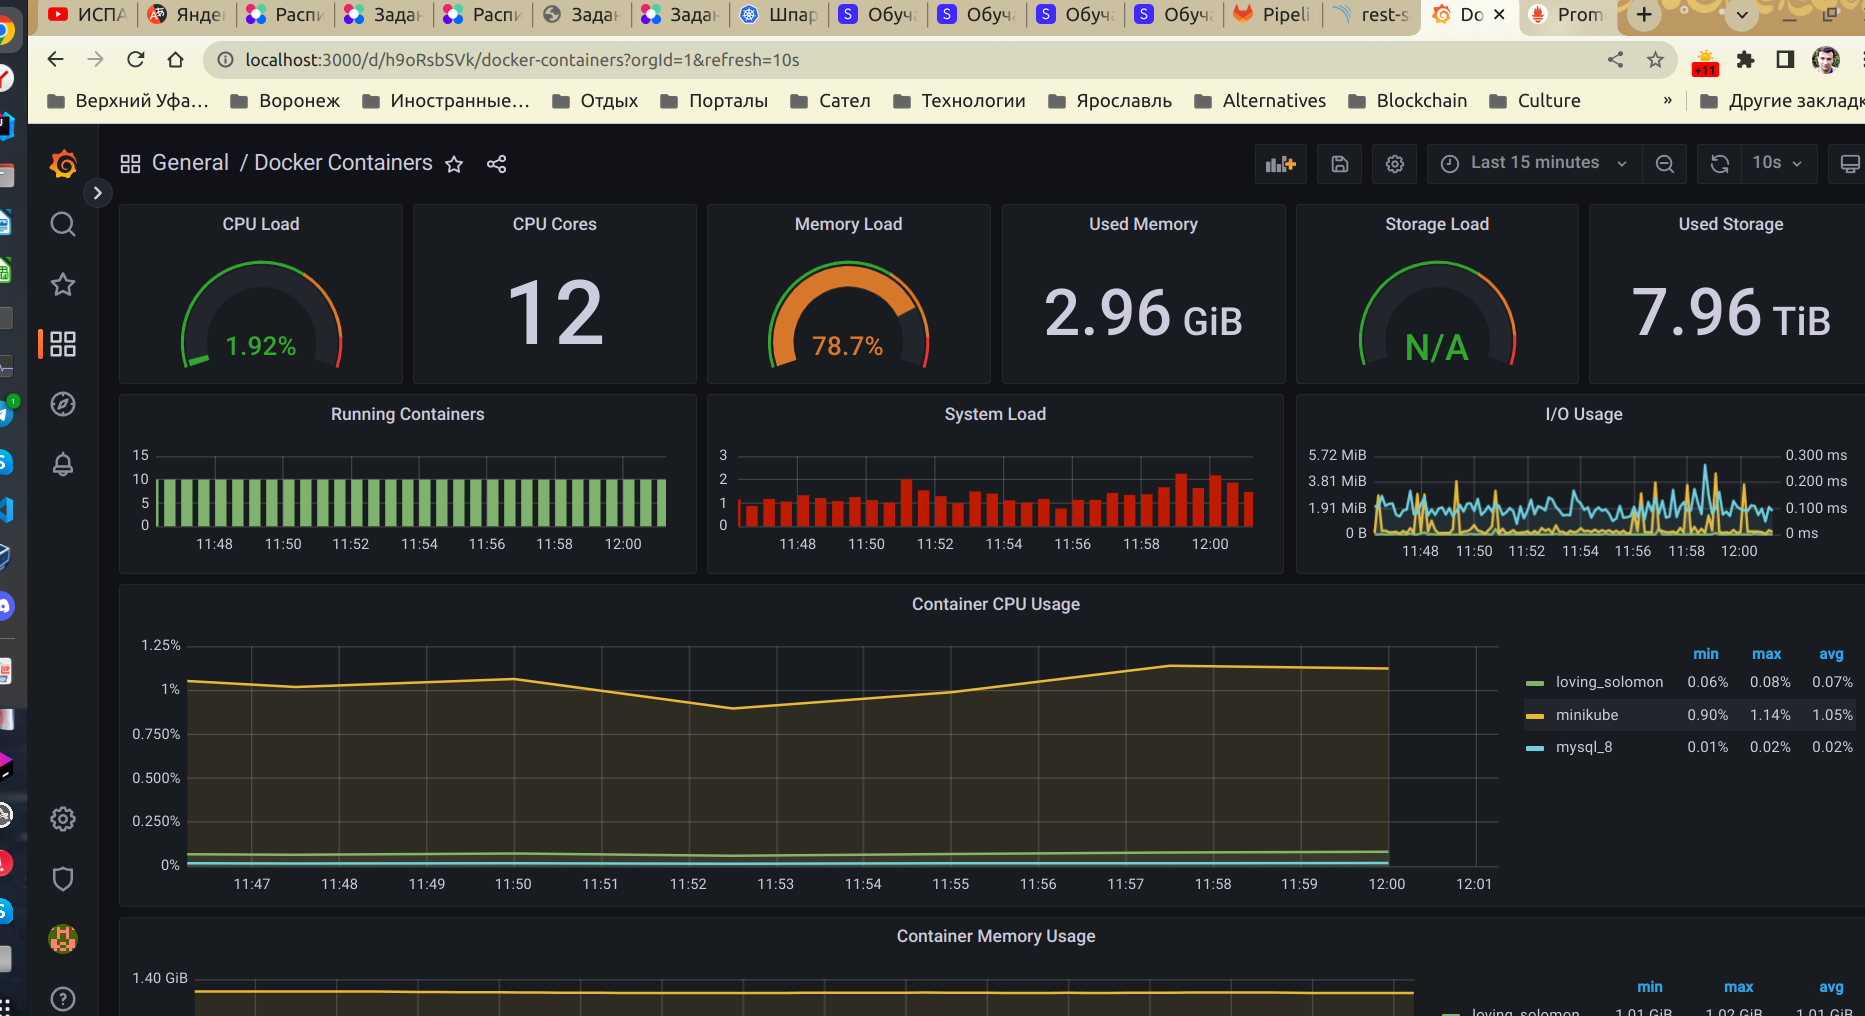 ИСПА
Яндe
Распи
Задан
Распи
Задан
Задан
Шпар
S Обуча
S Обуча
S Обуча
S Обуча
Pipeli
rest-s
Do
Prom
localhost:3000/d/h9oRsbSVk/docker-containers?orgId=1&refresh=10s
+11
Верхний Уфа... Воронеж Иностранные... Отдых Порталы Сател Технологии Ярославль Alternatives Blockchain Culture » Другие закладк
General / Docker Containers
Last 15 minutes
10s
CPU Load
1.92%
CPU Cores
12
Memory Load
78.7%
Used Memory
2.96 GiB
Storage Load
N/A
Used Storage
7.96 TiB
Running Containers
15
10
5
0
11:48 11:50 11:52 11:54 11:56 11:58 12:00
System Load
3
2
1
0
11:48 11:50 11:52 11:54 11:56 11:58 12:00
I/O Usage
5.72 MiB 0.300 ms
4.81 MiB 0.200 ms
1.91 MiB 0.100 ms
0 B 0 ms
11:48 11:50 11:52 11:54 11:56 11:58 12:00
Container CPU Usage
1.25%
1%
0.750%
0.500%
0.250%
0%
11:47 11:48 11:49 11:50 11:51 11:52 11:53 11:54 11:55 11:56 11:57 11:58 11:59 12:00 12:01
min max avg
loving_solomon 0.06% 0.08% 0.07%
minikube 0.90% 1.14% 1.05%
mysql_8 0.01% 0.02% 0.02%
Container Memory Usage
1.40 GiB
min max avg
loving_solomon 1.01 GiB 1.02 GiB 1.01 GiB